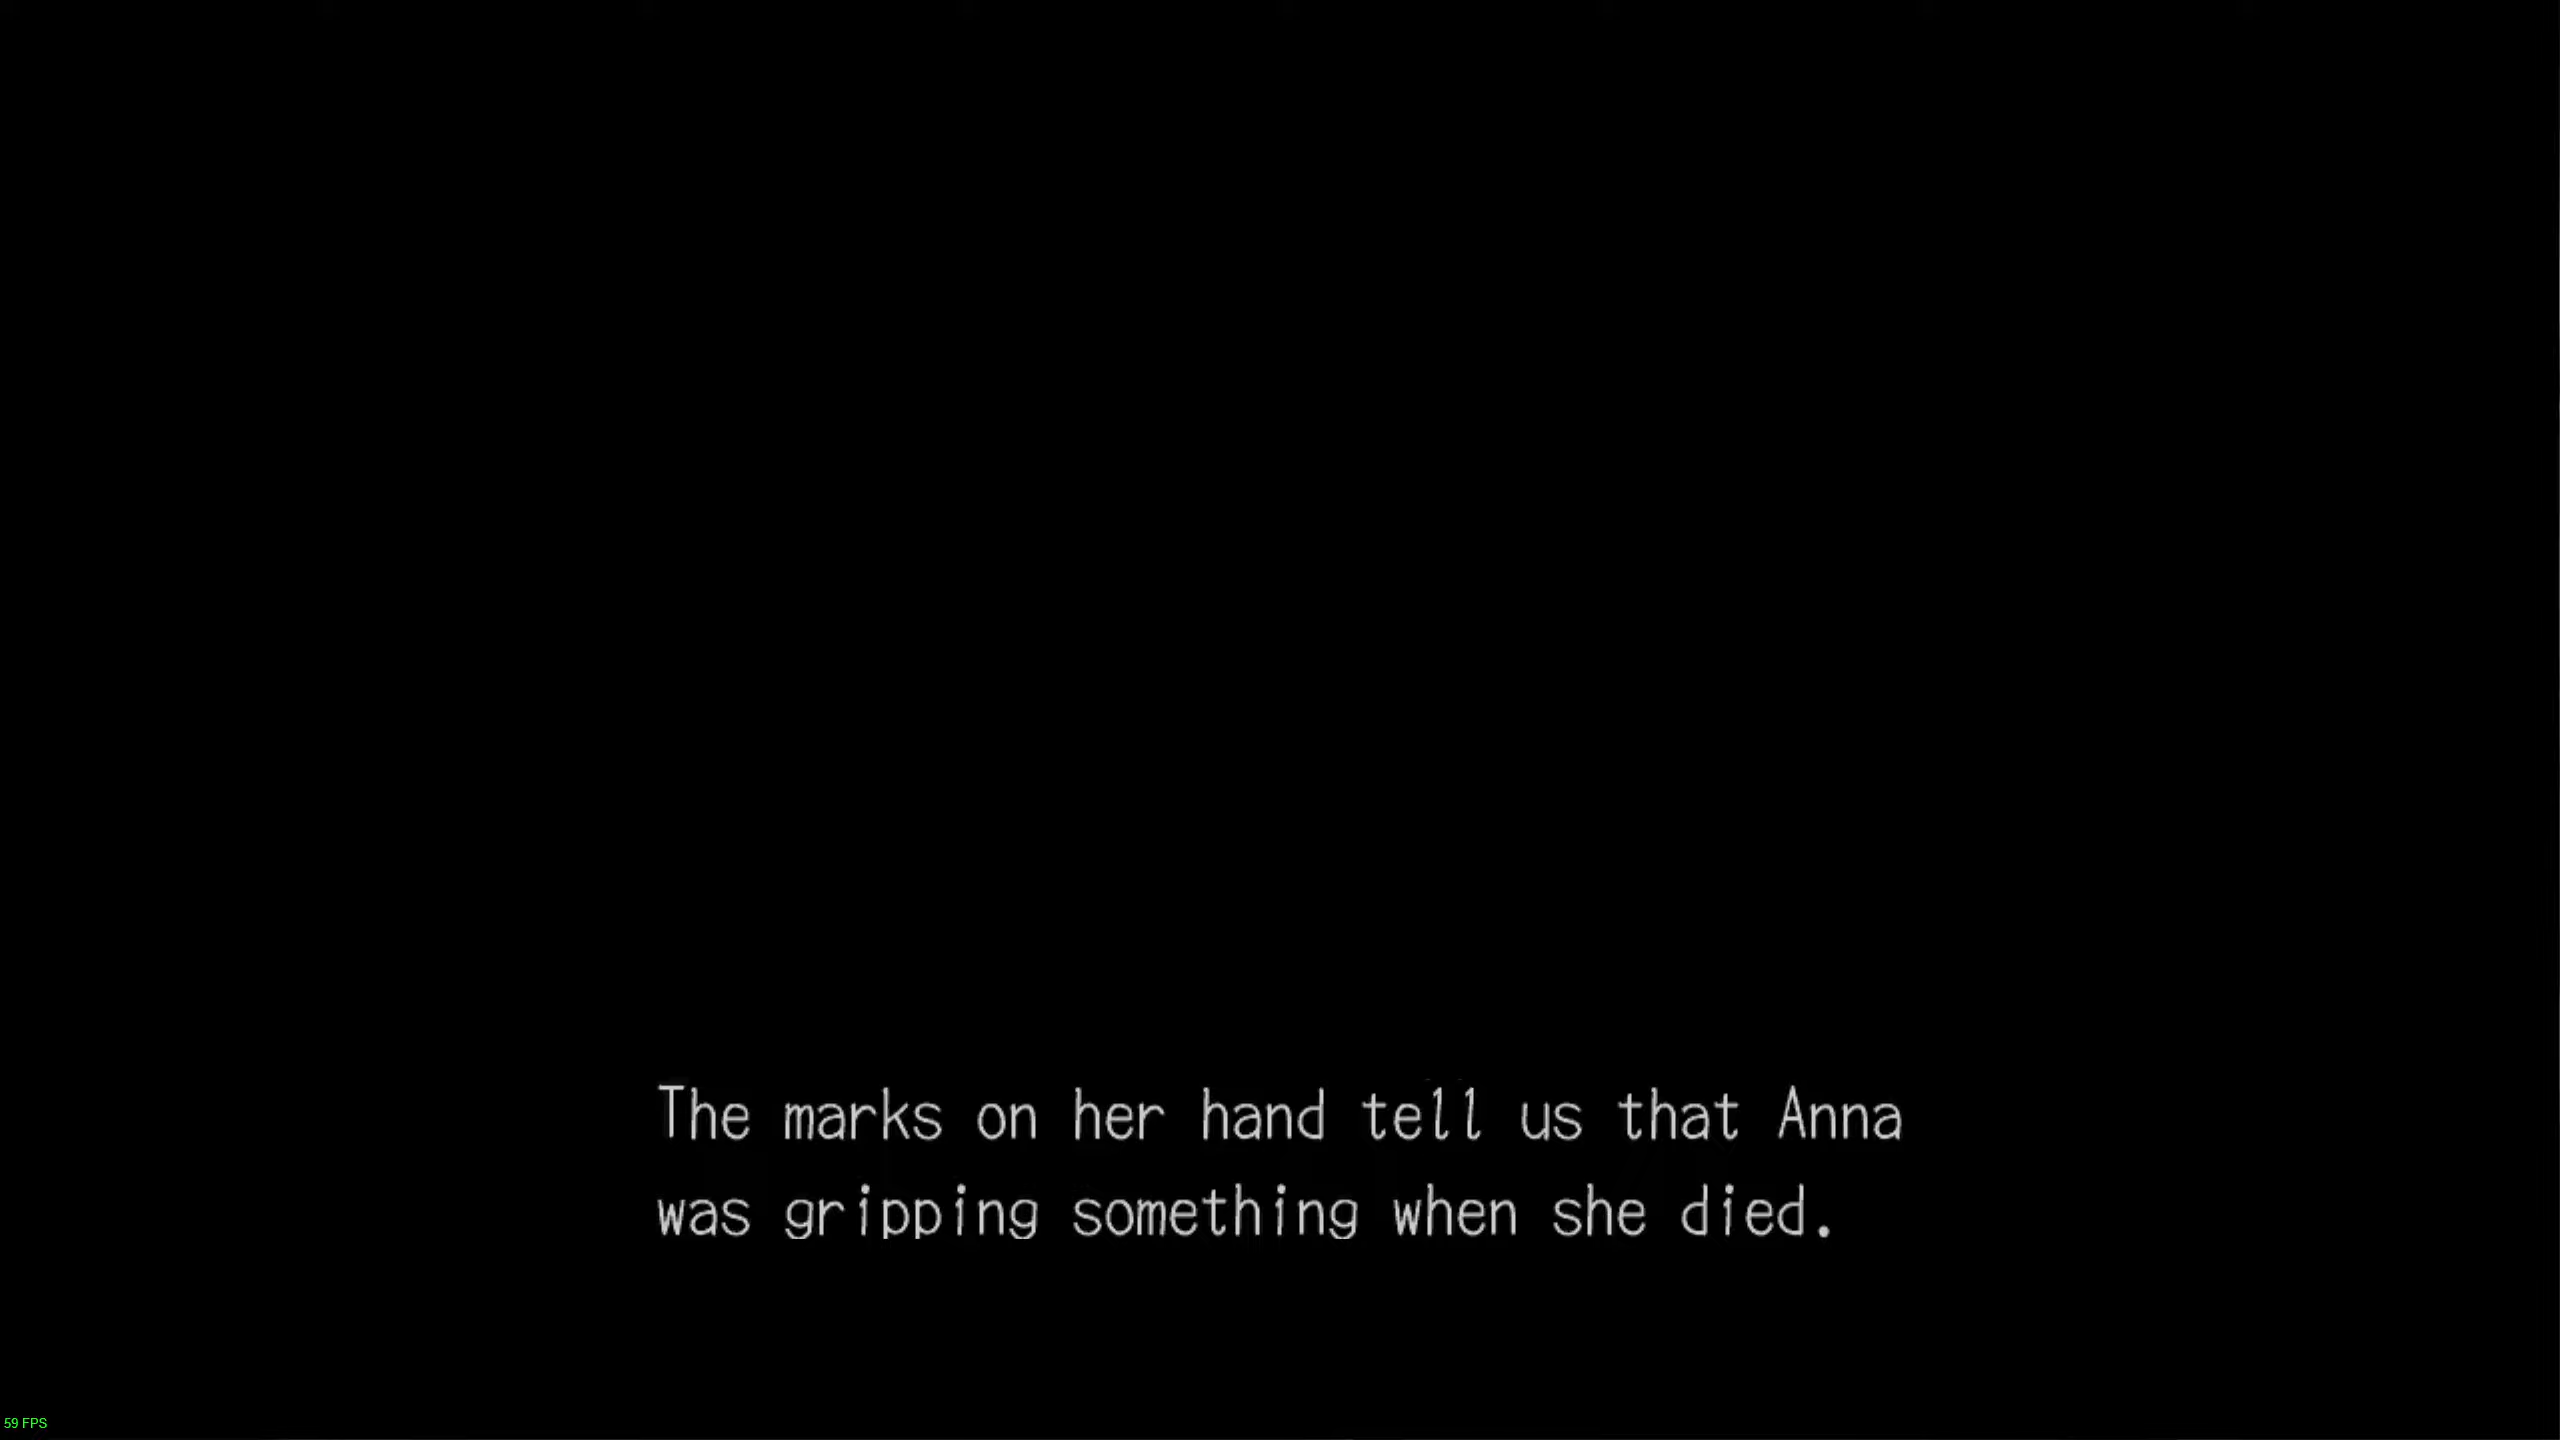 The marks on her hand tell us that Anna
was gripping something when she died.
59 FPS